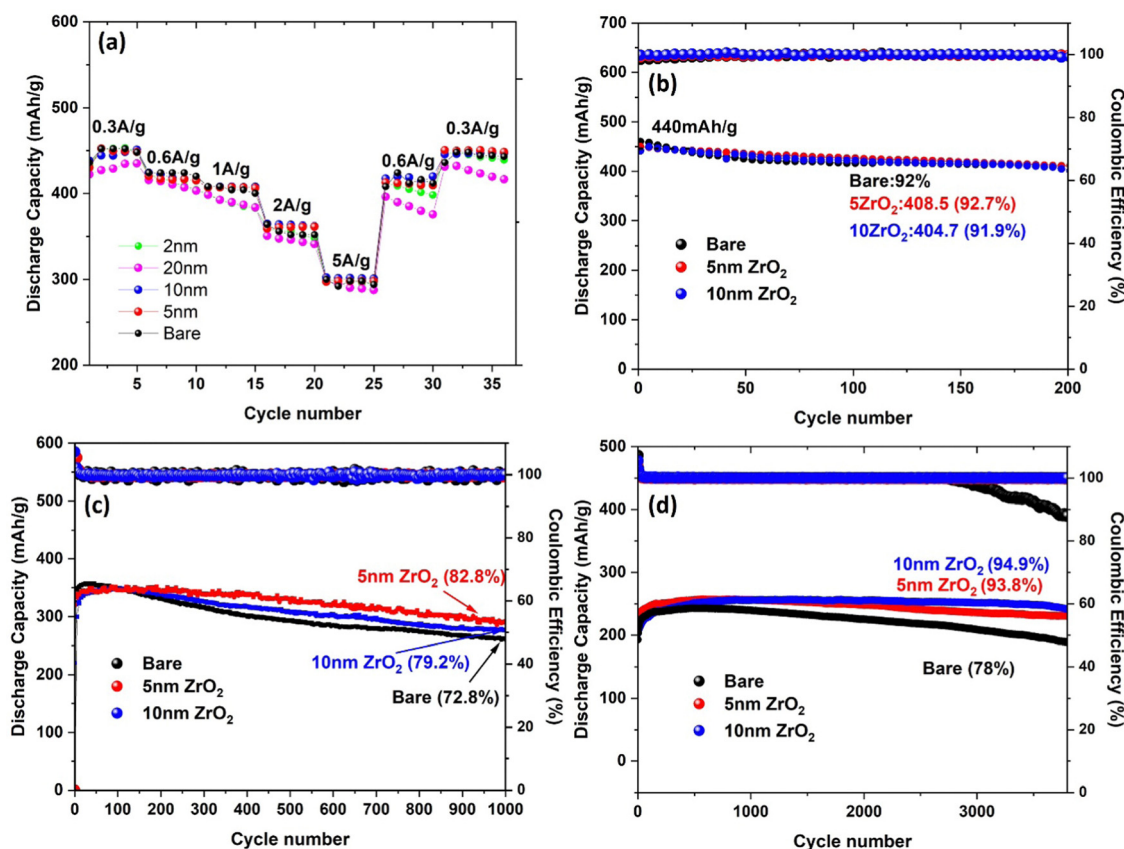 (a)
Discharge Capacity (mAh/g)
600
500
400
300
200
0.3A/g
0.6A/g
1A/g
2A/g
5A/g
0.6A/g
0.3A/g
2nm
20nm
10nm
5nm
Bare
5 10 15 20 25 30 35
Cycle number
(b)
Discharge Capacity (mAh/g)
700
600
500
400
300
200
100
0
440mAh/g
Bare:92%
5ZrO₂:408.5 (92.7%)
10ZrO₂:404.7 (91.9%)
Bare
5nm ZrO₂
10nm ZrO₂
100
80
60
40
20
0
Coulombic Efficiency (%)
0 50 100 150 200
Cycle number
(c)
Discharge Capacity (mAh/g)
600
500
400
300
200
100
0
5nm ZrO₂ (82.8%)
10nm ZrO₂ (79.2%)
Bare (72.8%)
Bare
5nm ZrO₂
10nm ZrO₂
100
80
60
40
20
0
Coulombic Efficiency (%)
0 100 200 300 400 500 600 700 800 900 1000
Cycle number
(d)
Discharge Capacity (mAh/g)
500
400
300
200
100
0
10nm ZrO₂ (94.9%)
5nm ZrO₂ (93.8%)
Bare (78%)
Bare
5nm ZrO₂
10nm ZrO₂
100
80
60
40
20
0
Coulombic Efficiency (%)
0 1000 2000 3000
Cycle number